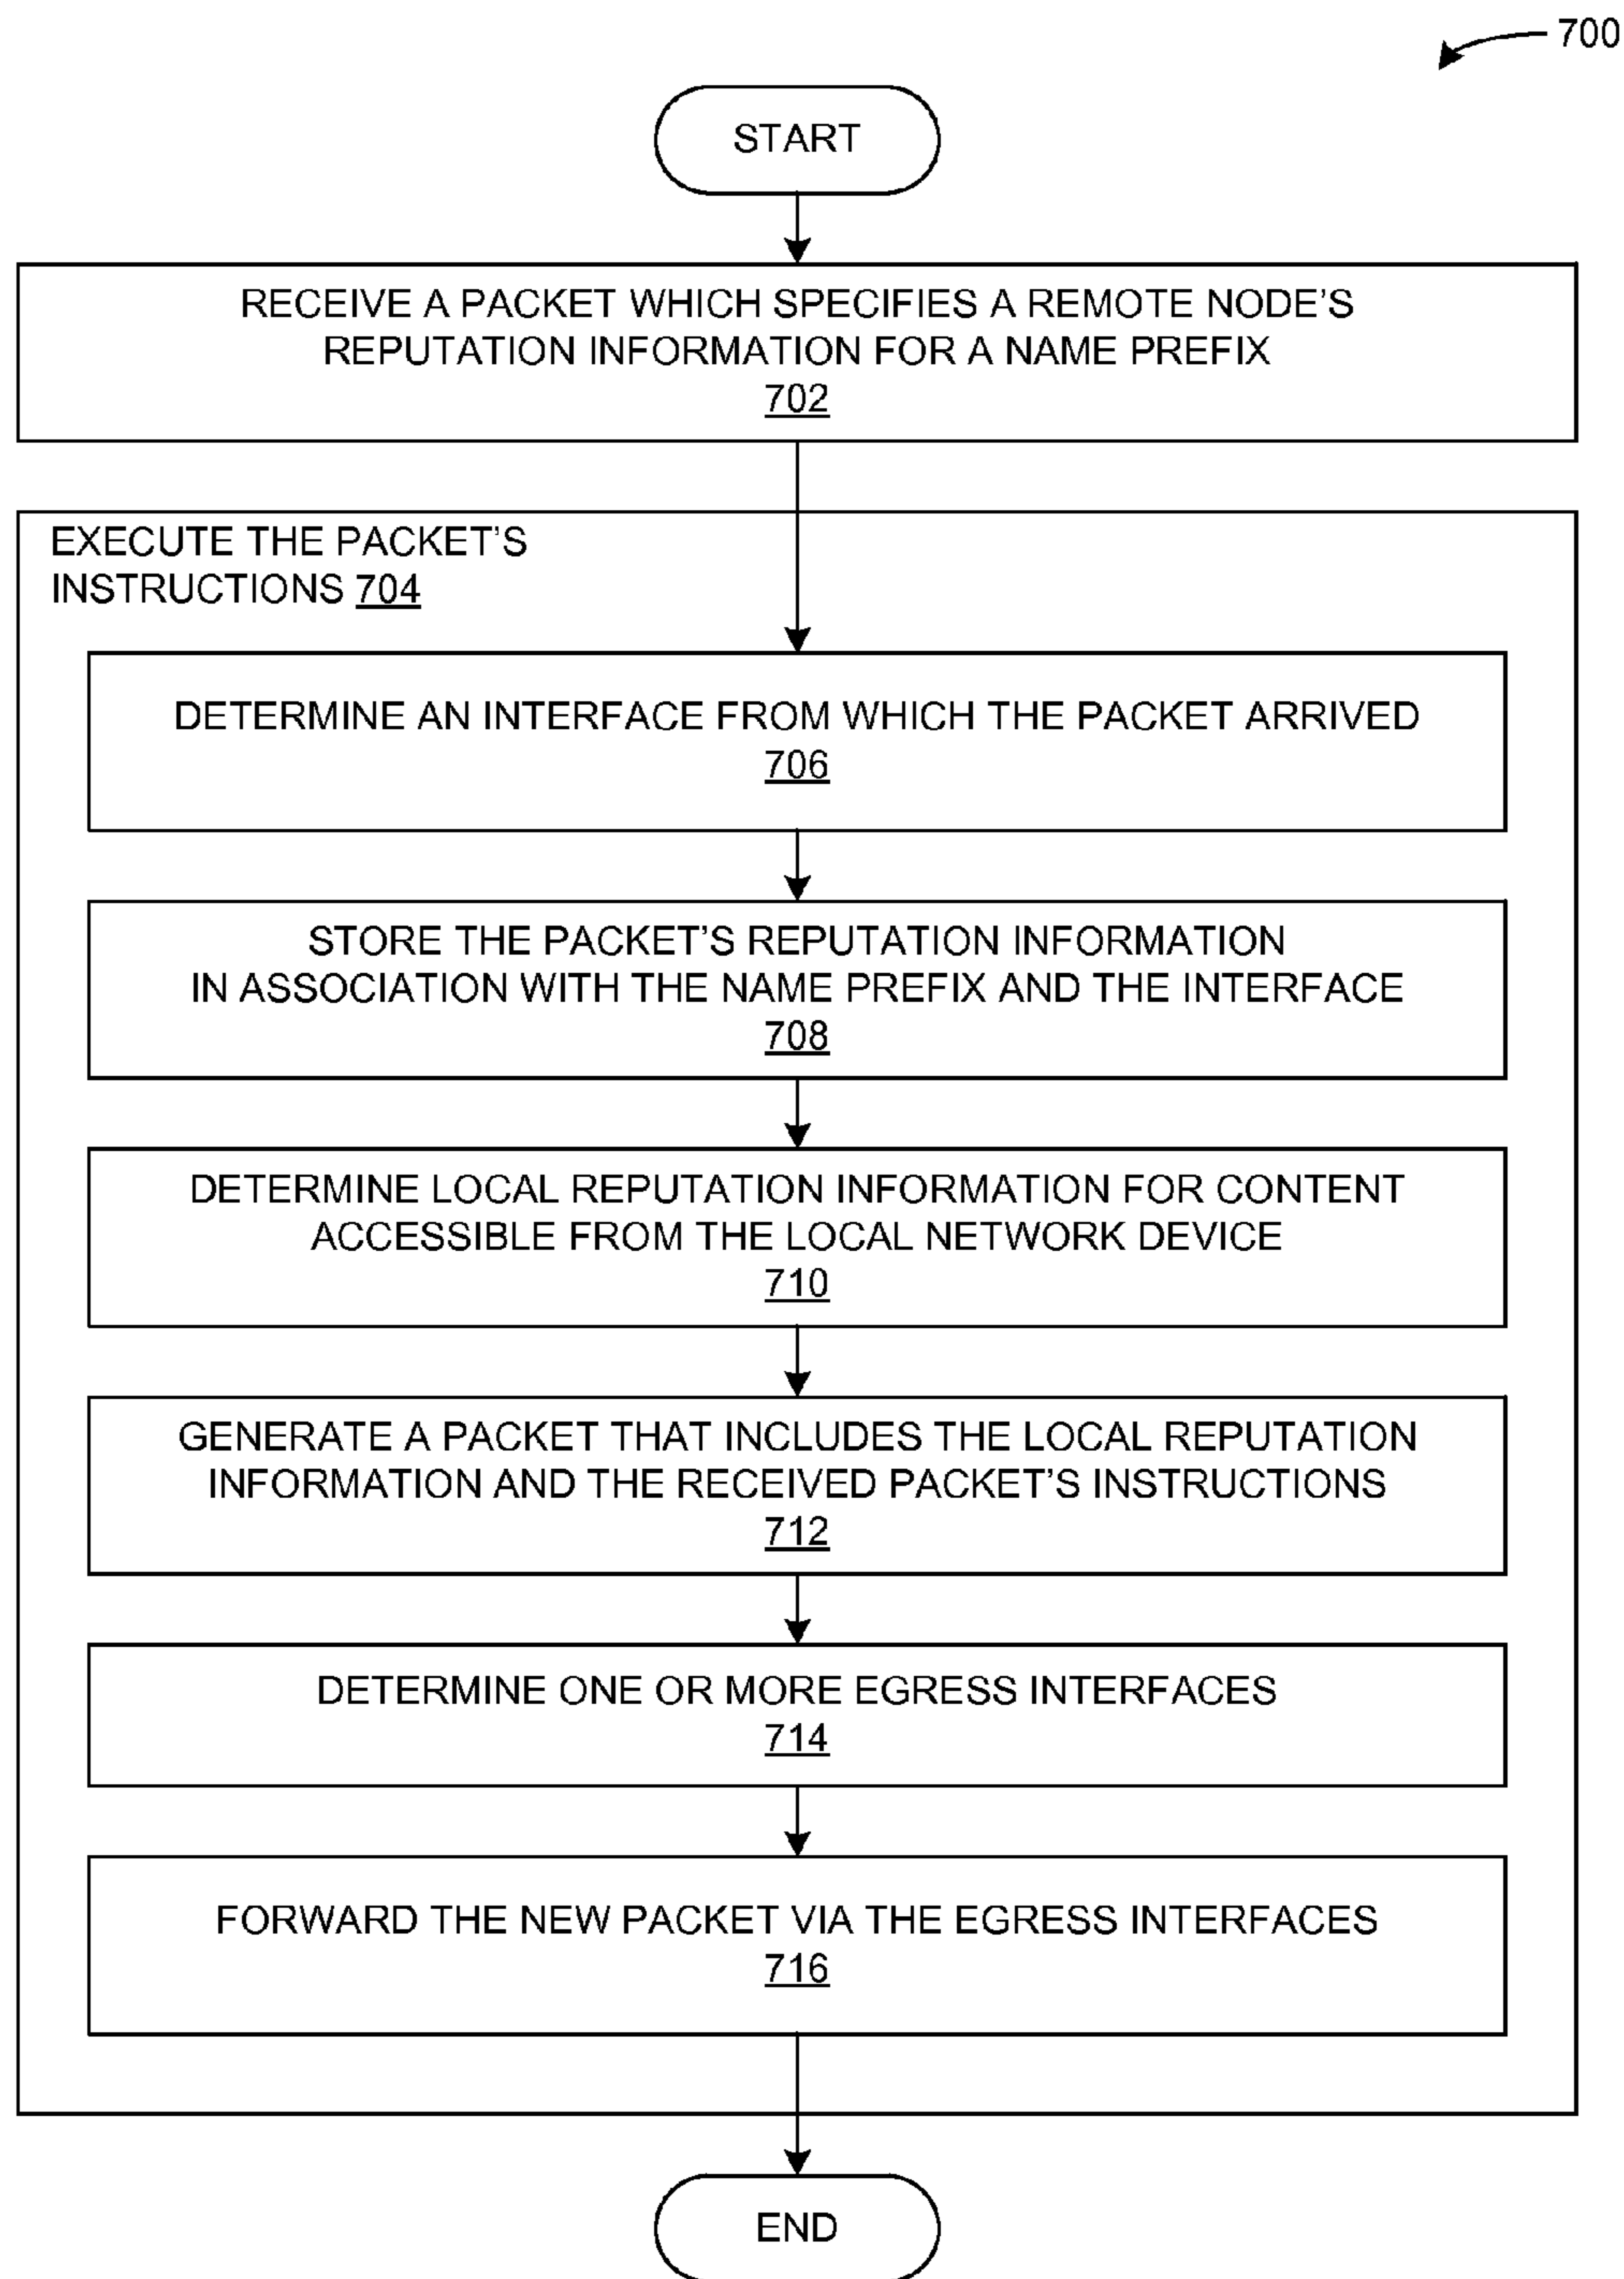 700
START
RECEIVE A PACKET WHICH SPECIFIES A REMOTE NODE'S
REPUTATION INFORMATION FOR A NAME PREFIX
702
EXECUTE THE PACKET'S
INSTRUCTIONS 704
DETERMINE AN INTERFACE FROM WHICH THE PACKET ARRIVED
706
STORE THE PACKET'S REPUTATION INFORMATION
IN ASSOCIATION WITH THE NAME PREFIX AND THE INTERFACE
708
DETERMINE LOCAL REPUTATION INFORMATION FOR CONTENT
ACCESSIBLE FROM THE LOCAL NETWORK DEVICE
710
GENERATE A PACKET THAT INCLUDES THE LOCAL REPUTATION
INFORMATION AND THE RECEIVED PACKET'S INSTRUCTIONS
712
DETERMINE ONE OR MORE EGRESS INTERFACES
714
FORWARD THE NEW PACKET VIA THE EGRESS INTERFACES
716
END